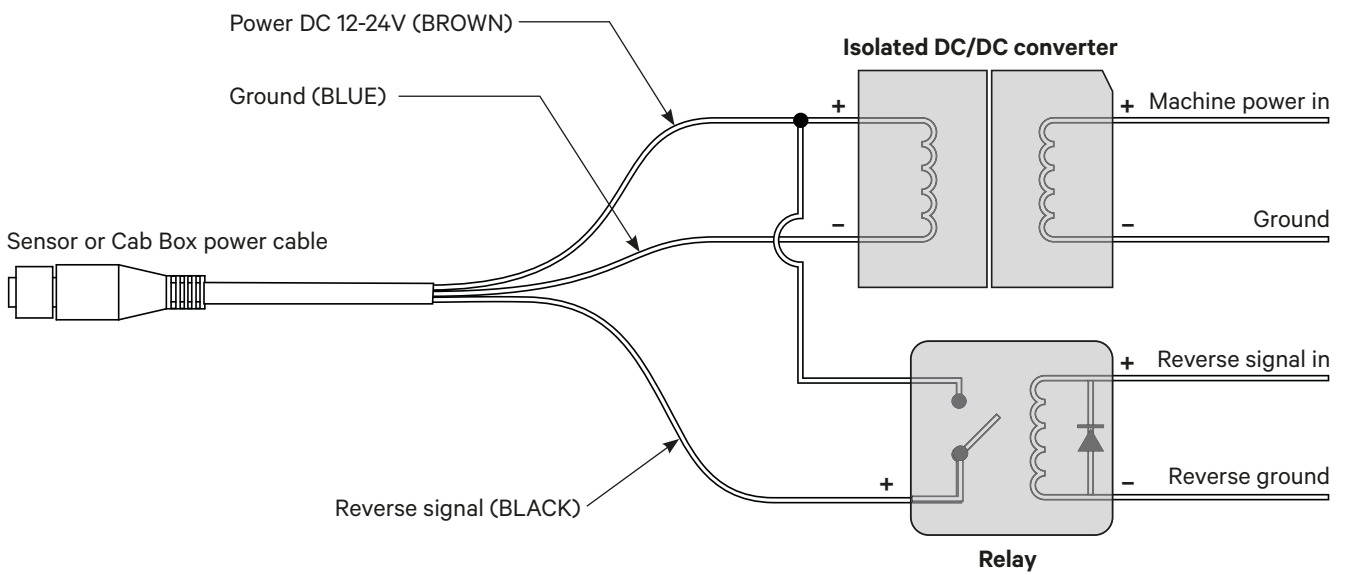 Power DC 12-24V (BROWN)
Isolated DC/DC converter
Ground (BLUE)
+
+ Machine power in
Sensor or Cab Box power cable
−
− Ground
+ Reverse signal in
Reverse signal (BLACK)
+
− Reverse ground
Relay